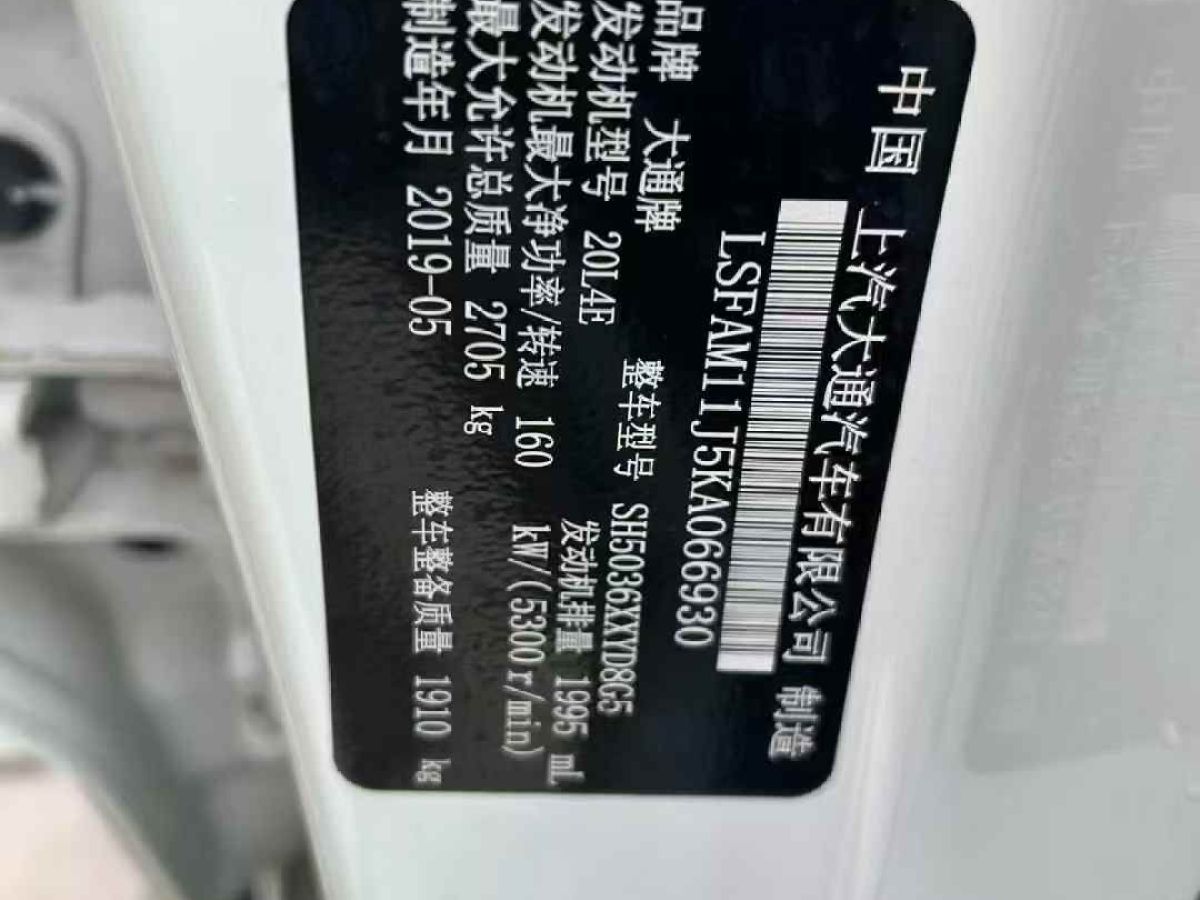 中国 上汽大通汽车有限公司 制造
LSFAM11J5KA066930
品牌 大通牌 整车型号 SH5036XXYD8G5
发动机型号 20L4E 发动机排量 1995 mL
发动机最大净功率/转速 160 kW/(5300r/min)
最大允许总质量 2705 kg
制造年月 2019-05 整车整备质量 1910 kg